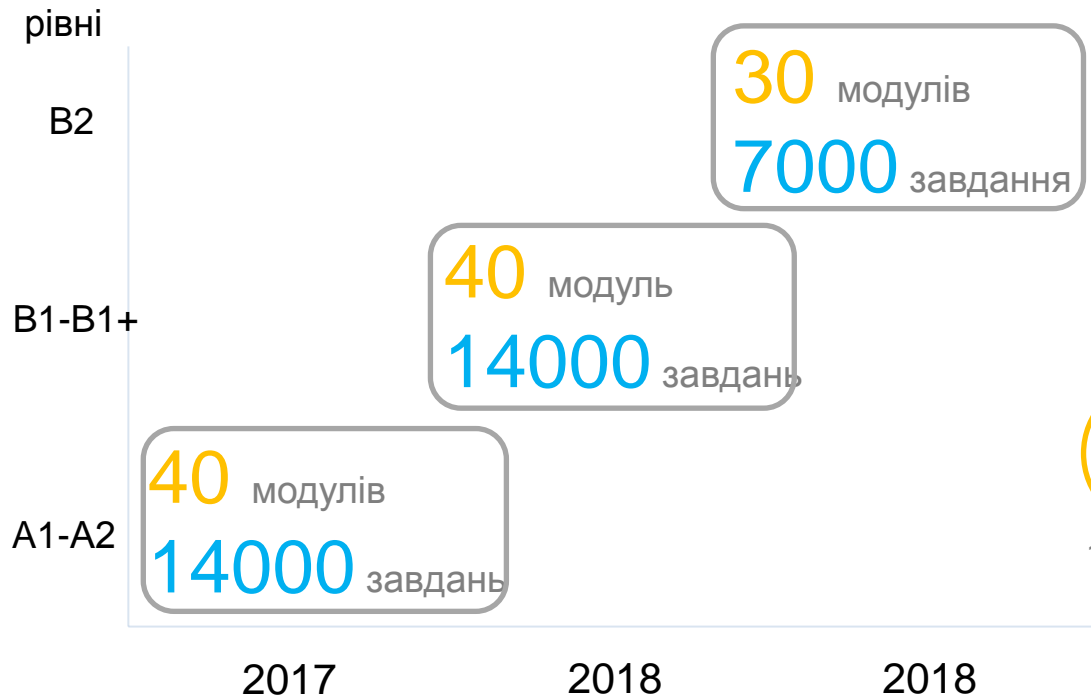 рівні
B2
30 модулів
7000 завдання
B1-B1+
40 модуль
14000 завдань
A1-A2
40 модулів
14000 завдань
2017
2018
2018